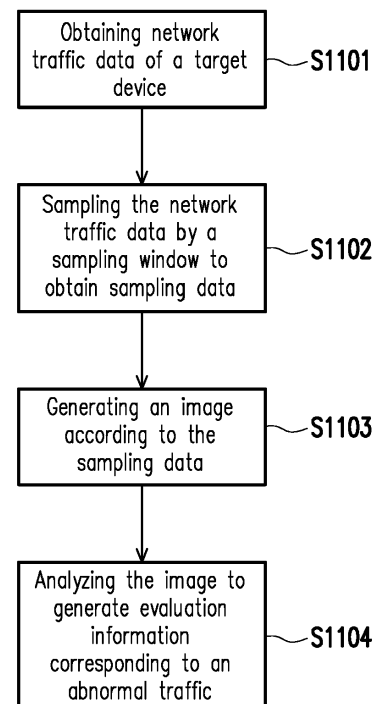 Obtaining network
traffic data of a target
device
S1101
Sampling the network
traffic data by a
sampling window to
obtain sampling data
S1102
Generating an image
according to the
sampling data
S1103
Analyzing the image to
generate evaluation
information
corresponding to an
abnormal traffic
S1104